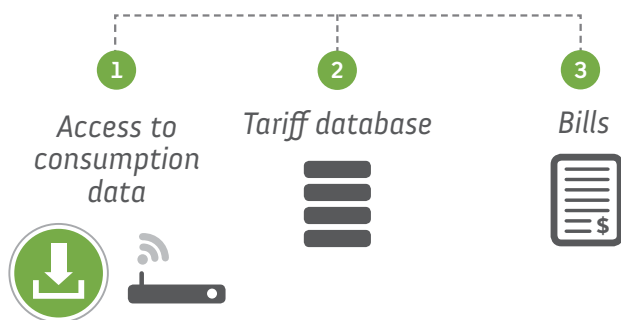 1
Access to
consumption
data
2
Tariff database
3
Bills
$